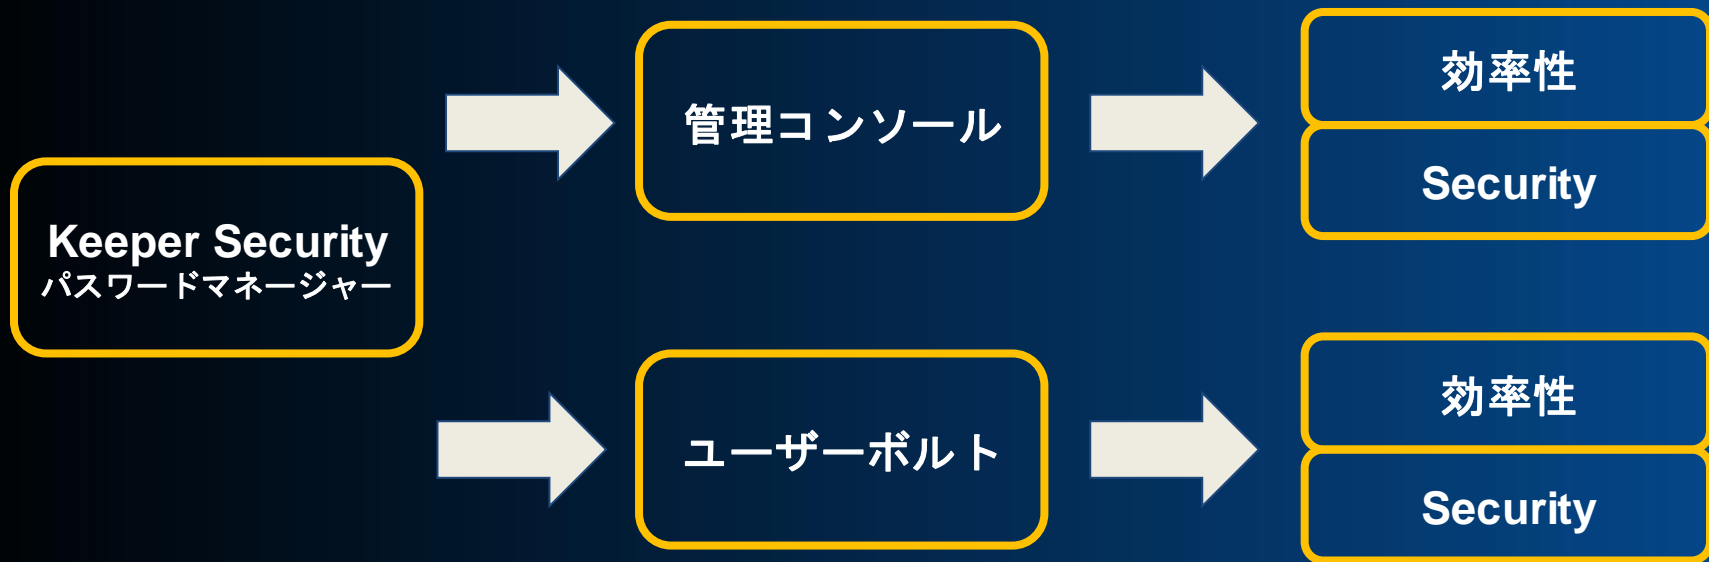 Keeper Security
パスワードマネージャー
管理コンソール
効率性
Security
ユーザーボルト
効率性
Security